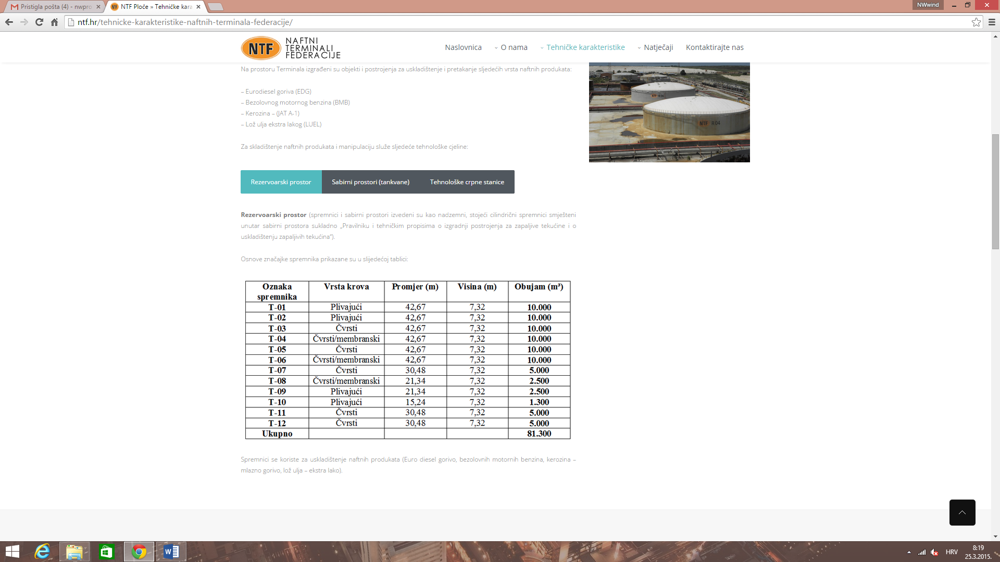 Pristigla pošta (4) - nwpro
NTF Ploče » Tehničke kara
NWwind
ntf.hr/tehnicke-karakteristike-naftnih-terminala-federacije/
NTF
NAFTNI
TERMINALI
FEDERACIJE
Naslovnica O nama Tehničke karakteristike Natječaji Kontaktirajte nas
Na prostoru Terminala izgrađeni su objekti i postrojenja za uskladištenje i pretakanje sljedećih vrsta naftnih produkata:
– Eurodiesel goriva (EDG)
– Bezolovnog motornog benzina (BMB)
– Kerozina – (JAT A-1)
– Lož ulja ekstra lakog (LUEL)
NTF R 04
Za skladištenje naftnih produkata i manipulaciju služe sljedeće tehnološke cjeline:
Rezervoarski prostor Sabirni prostori (tankvane) Tehnološke crpne stanice
Rezervoarski prostor (spremnici i sabirni prostori izvedeni su kao nadzemni, stojeći cilindrični spremnici smješteni
unutar sabirni prostora sukladno „Pravilniku i tehničkim propisima o izgradnji postrojenja za zapaljive tekućine i o
uskladištenju zapaljivih tekućina“).
Osnove značajke spremnika prikazane su u slijedećoj tablici:
Oznaka spremnika Vrsta krova Promjer (m) Visina (m) Obujam (m³)
T-01 Plivajući 42,67 7,32 10.000
T-02 Plivajući 42,67 7,32 10.000
T-03 Čvrsti 42,67 7,32 10.000
T-04 Čvrsti/membranski 42,67 7,32 10.000
T-05 Čvrsti 42,67 7,32 10.000
T-06 Čvrsti/membranski 42,67 7,32 10.000
T-07 Čvrsti 30,48 7,32 5.000
T-08 Čvrsti/membranski 21,34 7,32 2.500
T-09 Plivajući 21,34 7,32 2.500
T-10 Plivajući 15,24 7,32 1.300
T-11 Čvrsti 30,48 7,32 5.000
T-12 Čvrsti 30,48 7,32 5.000
Ukupno 81.300
Spremnici se koriste za uskladištenje naftnih produkata (Euro diesel gorivo, bezolovnih motornih benzina, kerozina –
mlazno gorivo, lož ulja – ekstra lako).
HRV
8:19
25.3.2015.